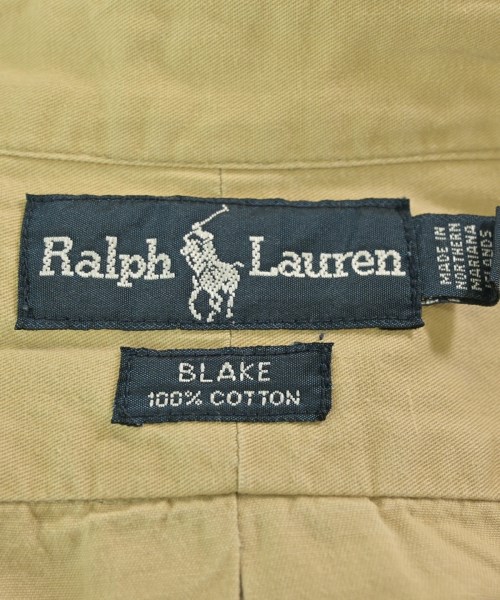 Ralph Lauren
MADE IN
NORTHERN
MARIANA
ISLANDS
BLAKE
100% COTTON